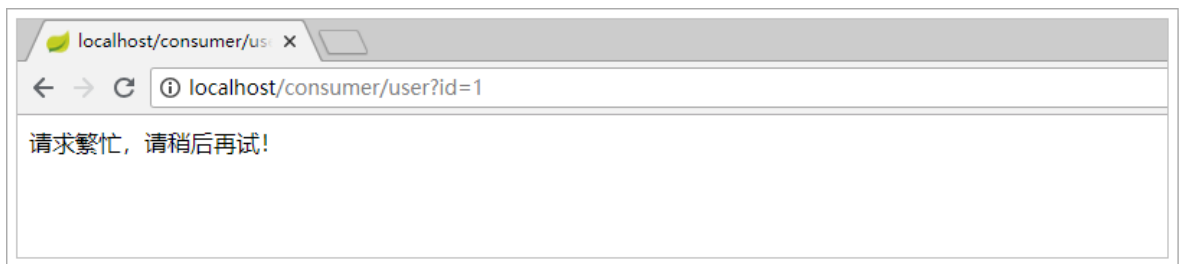 localhost/consumer/us
localhost/consumer/user?id=1
请求繁忙，请稍后再试！